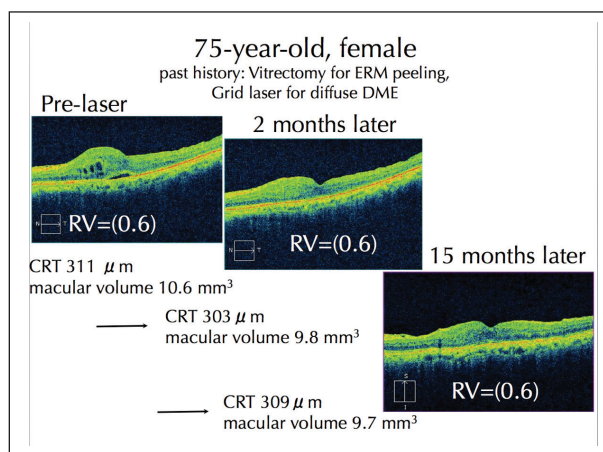 75-year-old, female
past history: Vitrectomy for ERM peeling,
Grid laser for diffuse DME
Pre-laser
2 months later
N T
RV=(0.6)
N T
RV=(0.6)
15 months later
CRT 311 μm
macular volume 10.6 mm³
CRT 303 μm
macular volume 9.8 mm³
S
I
RV=(0.6)
CRT 309 μm
macular volume 9.7 mm³